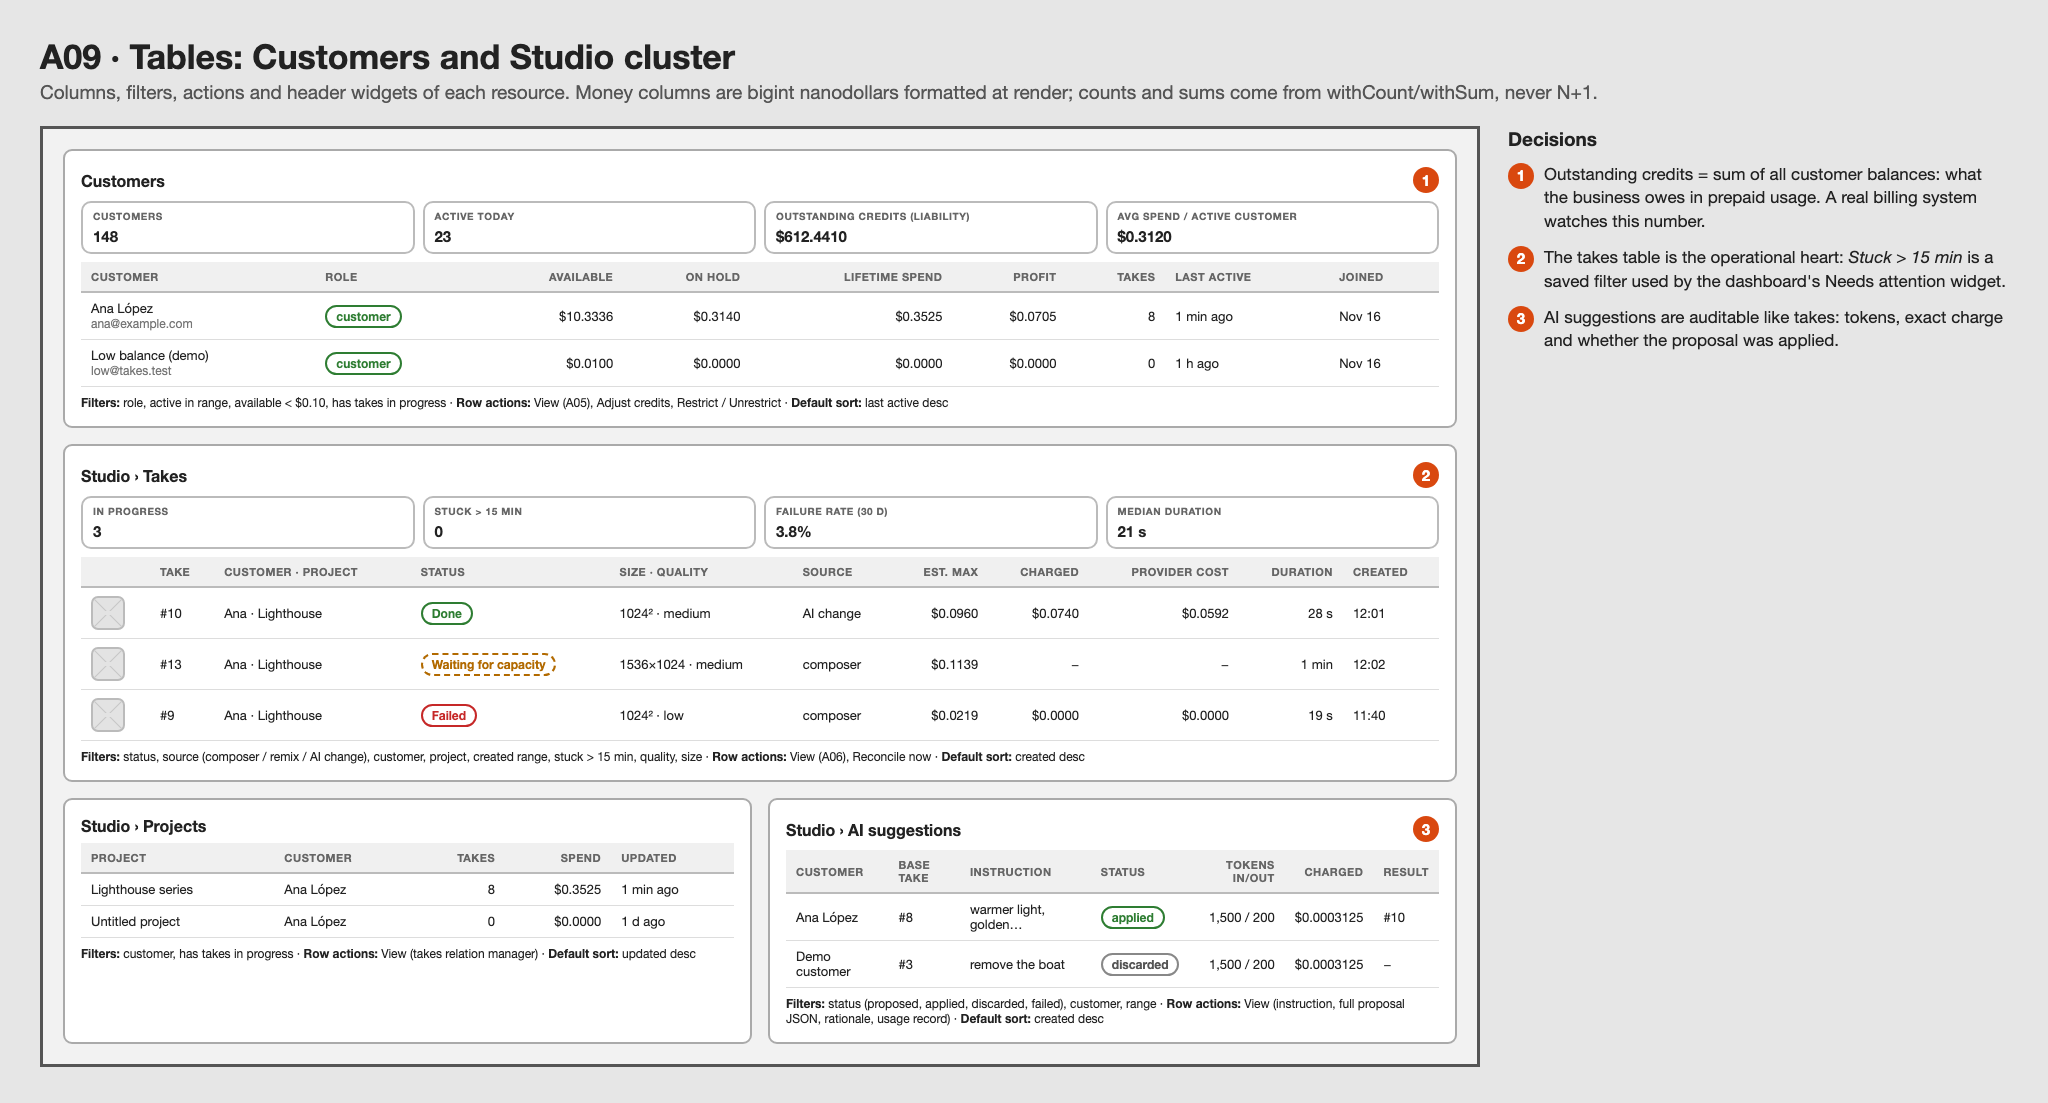 A09 · Tables: Customers and Studio cluster
Columns, filters, actions and header widgets of each resource. Money columns are bigint nanodollars formatted at render; counts and sums come from withCount/withSum, never N+1.
Customers 1
CUSTOMERS ACTIVE TODAY OUTSTANDING CREDITS (LIABILITY) AVG SPEND / ACTIVE CUSTOMER
148 23 $612.4410 $0.3120
CUSTOMER ROLE AVAILABLE ON HOLD LIFETIME SPEND PROFIT TAKES LAST ACTIVE JOINED
Ana López
ana@example.com
customer $10.3336 $0.3140 $0.3525 $0.0705 8 1 min ago Nov 16
Low balance (demo)
low@takes.test
customer $0.0100 $0.0000 $0.0000 $0.0000 0 1 h ago Nov 16
Filters: role, active in range, available < $0.10, has takes in progress · Row actions: View (A05), Adjust credits, Restrict / Unrestrict · Default sort: last active desc
Studio › Takes 2
IN PROGRESS STUCK > 15 MIN FAILURE RATE (30 D) MEDIAN DURATION
3 0 3.8% 21 s
TAKE CUSTOMER · PROJECT STATUS SIZE · QUALITY SOURCE EST. MAX CHARGED PROVIDER COST DURATION CREATED
#10 Ana · Lighthouse Done 1024² · medium AI change $0.0960 $0.0740 $0.0592 28 s 12:01
#13 Ana · Lighthouse Waiting for capacity 1536×1024 · medium composer $0.1139 – – 1 min 12:02
#9 Ana · Lighthouse Failed 1024² · low composer $0.0219 $0.0000 $0.0000 19 s 11:40
Filters: status, source (composer / remix / AI change), customer, project, created range, stuck > 15 min, quality, size · Row actions: View (A06), Reconcile now · Default sort: created desc
Studio › Projects
PROJECT CUSTOMER TAKES SPEND UPDATED
Lighthouse series Ana López 8 $0.3525 1 min ago
Untitled project Ana López 0 $0.0000 1 d ago
Filters: customer, has takes in progress · Row actions: View (takes relation manager) · Default sort: updated desc
Studio › AI suggestions 3
CUSTOMER BASE TAKE INSTRUCTION STATUS TOKENS IN/OUT CHARGED RESULT
Ana López #8 warmer light, golden… applied 1,500 / 200 $0.0003125 #10
Demo customer #3 remove the boat discarded 1,500 / 200 $0.0003125 –
Filters: status (proposed, applied, discarded, failed), customer, range · Row actions: View (instruction, full proposal
JSON, rationale, usage record) · Default sort: created desc
Decisions
1 Outstanding credits = sum of all customer balances: what
the business owes in prepaid usage. A real billing system
watches this number.
2 The takes table is the operational heart: Stuck > 15 min is a
saved filter used by the dashboard's Needs attention widget.
3 AI suggestions are auditable like takes: tokens, exact charge
and whether the proposal was applied.